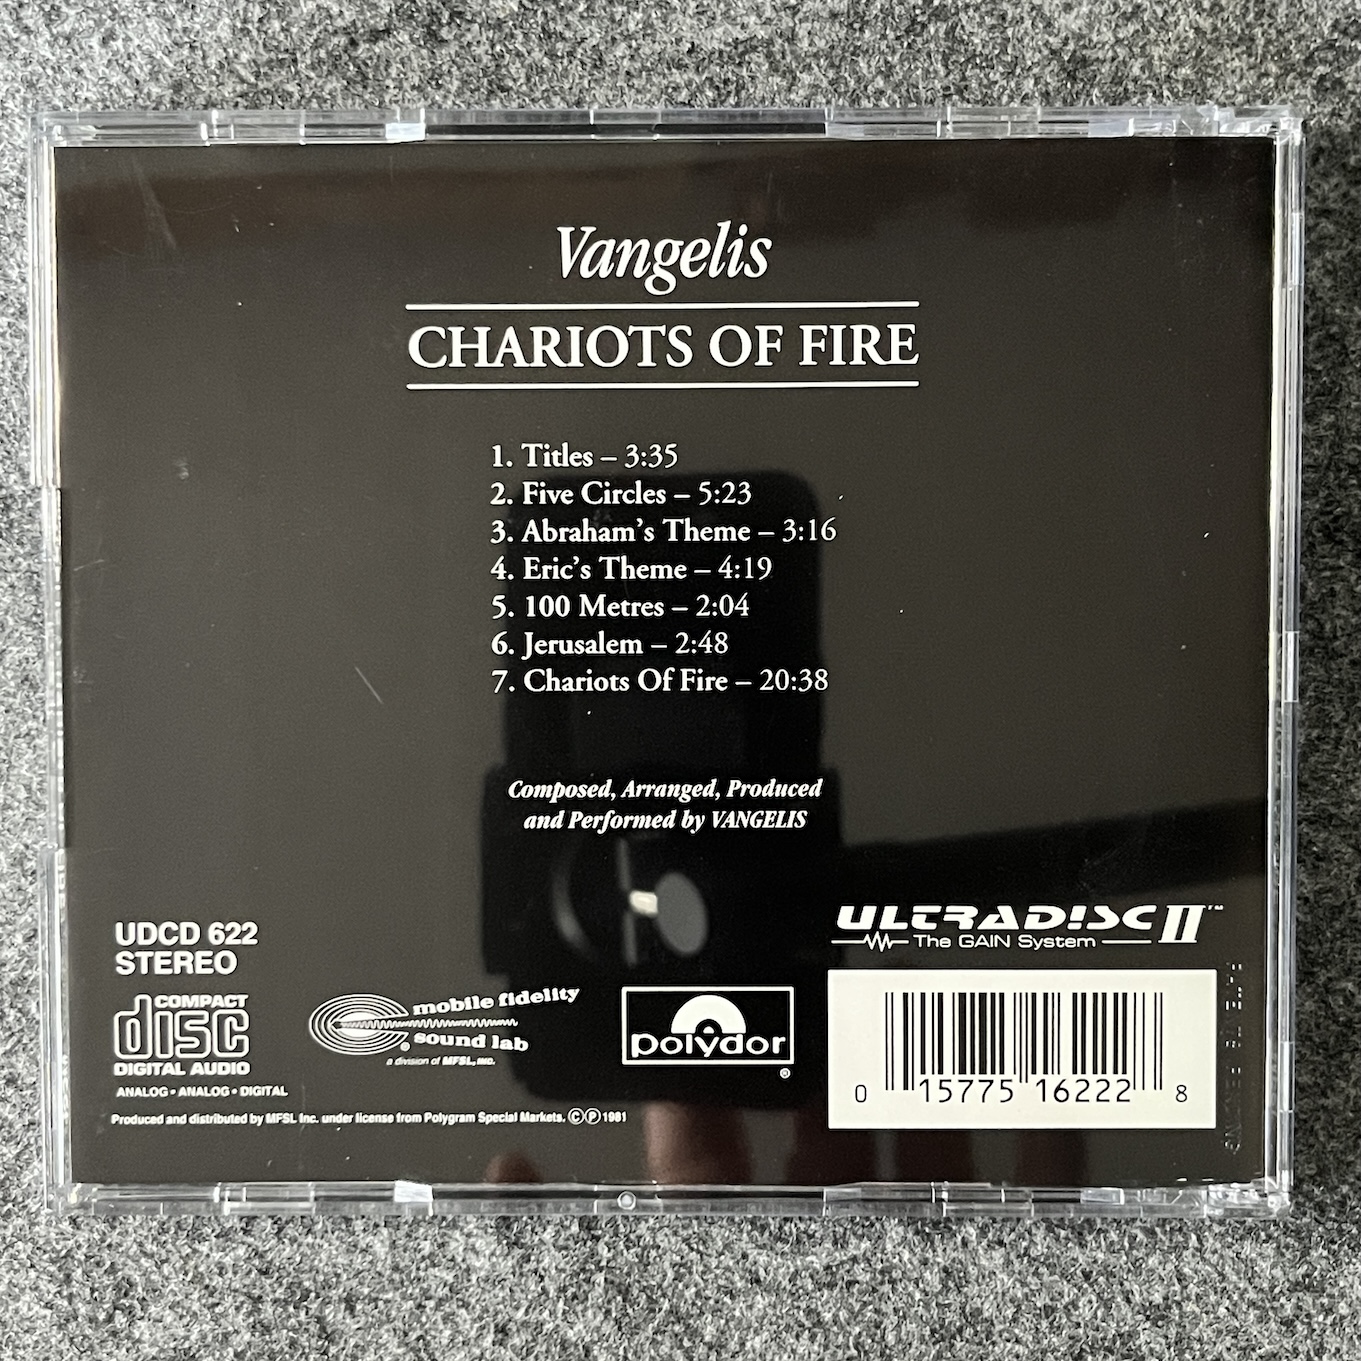 Vangelis
CHARIOTS OF FIRE
1. Titles – 3:35
2. Five Circles – 5:23
3. Abraham's Theme – 3:16
4. Eric's Theme – 4:19
5. 100 Metres – 2:04
6. Jerusalem – 2:48
7. Chariots Of Fire – 20:38
Composed, Arranged, Produced
and Performed by VANGELIS
UDCD 622
STEREO
COMPACT
disc
DIGITAL AUDIO
ANALOG • ANALOG • DIGITAL
mobile fidelity
sound lab ®
a division of MFSL, INC.
polydor
®
ULTRADISC II™
The GAIN System
0 15775 16222 8
Produced and distributed by MFSL Inc. under license from Polygram Special Markets. ©℗ 1981